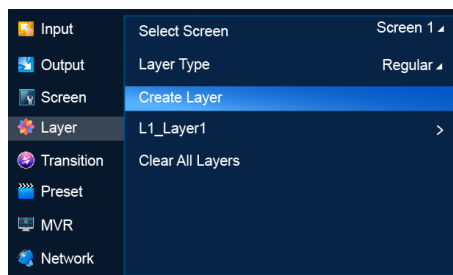 Input
Output
Screen
Layer
Transition
Preset
MVR
Network
Select Screen Screen 1
Layer Type Regular
Create Layer
L1_Layer1 >
Clear All Layers